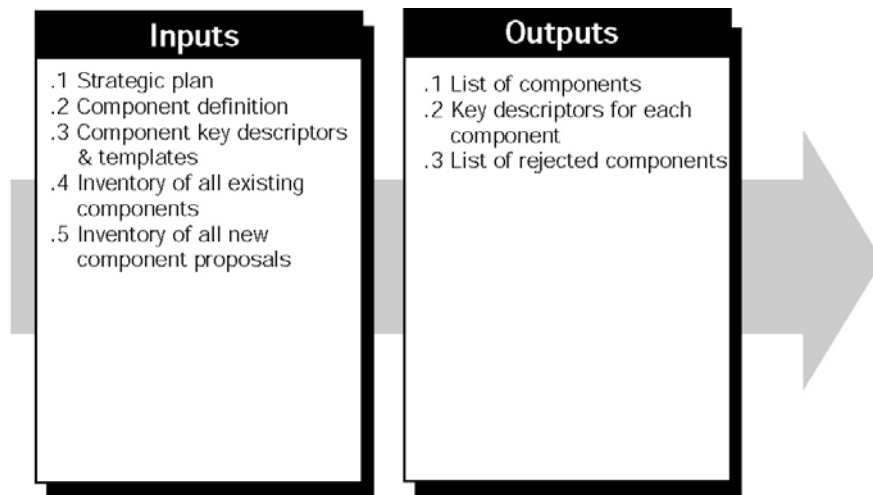 Inputs
.1 Strategic plan
.2 Component definition
.3 Component key descriptors
& templates
.4 Inventory of all existing
components
.5 Inventory of all new
component proposals
Outputs
.1 List of components
.2 Key descriptors for each
component
.3 List of rejected components